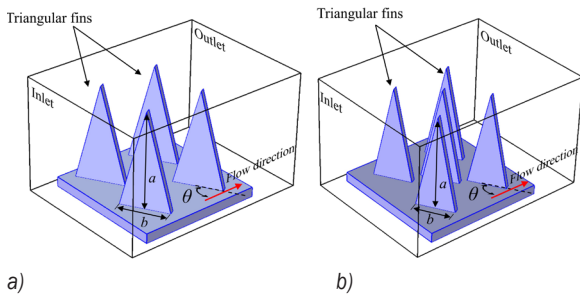 Triangular fins
Outlet
Inlet
a
b
θ
Flow direction
a)
Triangular fins
Outlet
Inlet
a
b
θ
Flow direction
b)